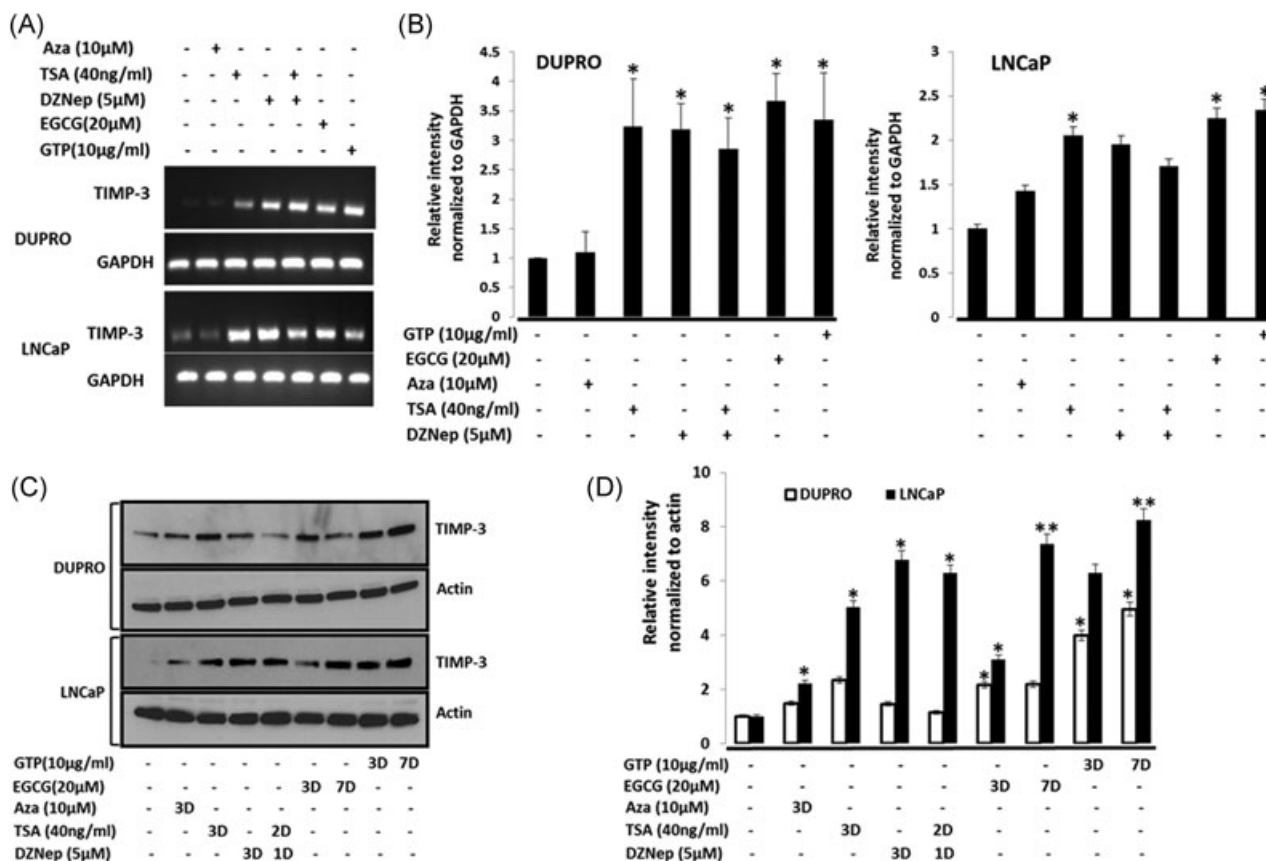 (A)
Aza (10µM) - + - - - - -
TSA (40ng/ml) - - + - + - -
DZNep (5µM) - - - + + - -
EGCG(20µM) - - - - - + -
GTP(10µg/ml) - - - - - - +
TIMP-3
DUPRO
GAPDH
TIMP-3
LNCaP
GAPDH
(B)
Relative intensity
normalized to GAPDH
4.5
4
3.5
3
2.5
2
1.5
1
0.5
0
DUPRO
* * * * *
GTP (10µg/ml) - - - - - - +
EGCG (20µM) - - - - - + -
Aza (10µM) - + - - - - -
TSA (40ng/ml) - - + - + - -
DZNep (5µM) - - - + + - -
Relative intensity
normalized to GAPDH
3
2.5
2
1.5
1
0.5
0
LNCaP
* * *
- - - - - - +
- - - - - + -
- + - - - - -
- - + - + - -
- - - + + - -
(C)
DUPRO
TIMP-3
Actin
LNCaP
TIMP-3
Actin
GTP(10µg/ml) - - - - - - - 3D 7D
EGCG(20µM) - - - - - 3D 7D - -
Aza (10µM) - 3D - - - - - - -
TSA (40ng/ml) - - 3D - 2D - - - -
DZNep (5µM) - - - 3D 1D - - - -
(D)
Relative intensity
normalized to actin
10
8
6
4
2
0
DUPRO LNCaP
* * * * * * ** * * **
GTP (10µg/ml) - - - - - - - 3D 7D
EGCG (20µM) - - - - - 3D 7D - -
Aza (10µM) - 3D - - - - - - -
TSA (40ng/ml) - - 3D - 2D - - - -
DZNep (5µM) - - - 3D 1D - - - -